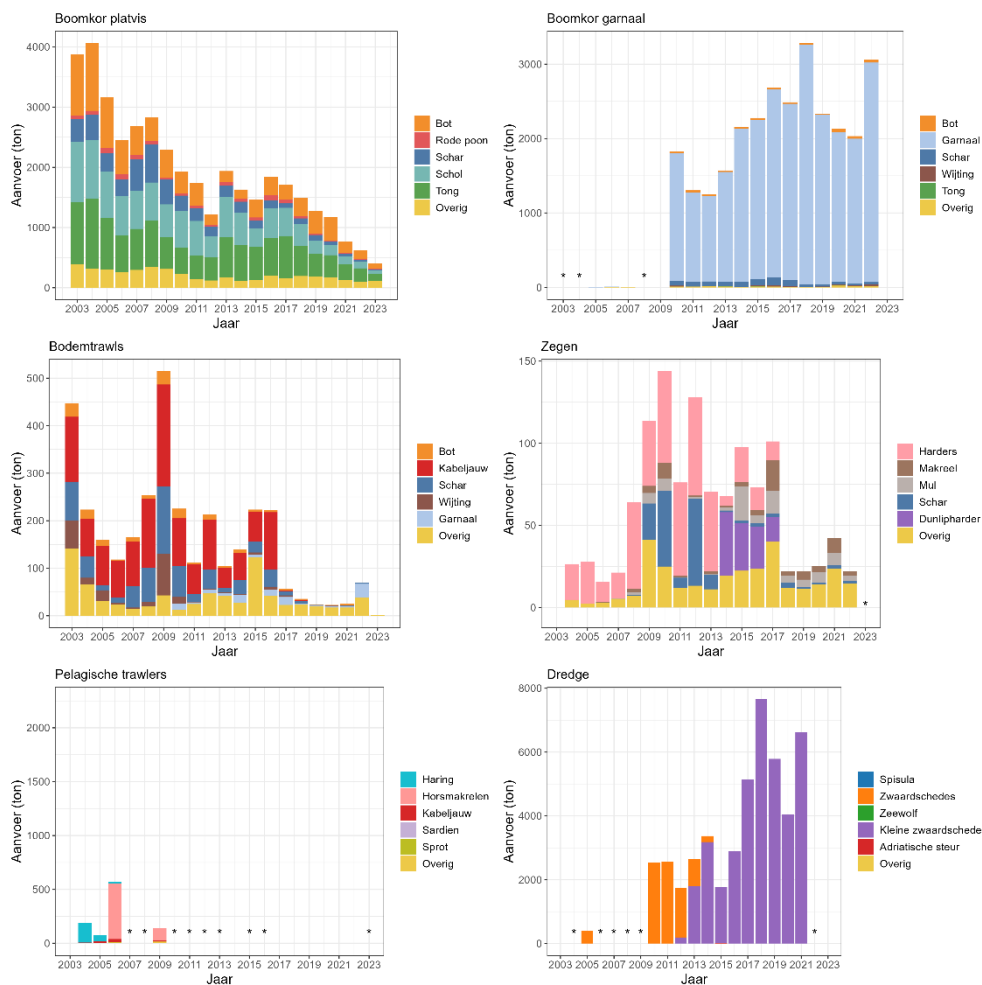 Boomkor platvis
Aanvoer (ton)
4000
3000
2000
1000
0
2003 2005 2007 2009 2011 2013 2015 2017 2019 2021 2023
Jaar
Bot
Rode poon
Schar
Schol
Tong
Overig
Boomkor garnaal
Aanvoer (ton)
3000
2000
1000
0
* * *
2003 2005 2007 2009 2011 2013 2015 2017 2019 2021 2023
Jaar
Bot
Garnaal
Schar
Wijting
Tong
Overig
Bodemtrawls
Aanvoer (ton)
500
400
300
200
100
0
2003 2005 2007 2009 2011 2013 2015 2017 2019 2021 2023
Jaar
Bot
Kabeljauw
Schar
Wijting
Garnaal
Overig
Zegen
Aanvoer (ton)
150
100
50
0
*
2003 2005 2007 2009 2011 2013 2015 2017 2019 2021 2023
Jaar
Harders
Makreel
Mul
Schar
Dunlipharder
Overig
Pelagische trawlers
Aanvoer (ton)
2000
1500
1000
500
0
* * * * * * * * *
2003 2005 2007 2009 2011 2013 2015 2017 2019 2021 2023
Jaar
Haring
Horsmakrelen
Kabeljauw
Sardien
Sprot
Overig
Dredge
Aanvoer (ton)
8000
6000
4000
2000
0
* * * * * *
2003 2005 2007 2009 2011 2013 2015 2017 2019 2021 2023
Jaar
Spisula
Zwaardschedes
Zeewolf
Kleine zwaardschede
Adriatische steur
Overig